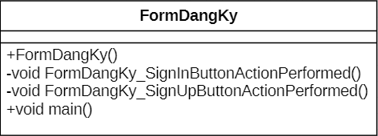 FormDangKy
+FormDangKy()
-void FormDangKy_SignInButtonActionPerformed()
-void FormDangKy_SignUpButtonActionPerformed()
+void main()